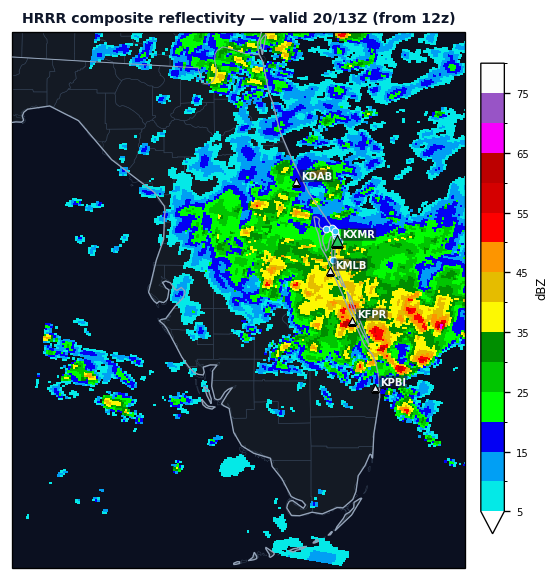 HRRR composite reflectivity — valid 20/13Z (from 12z)
KDAB
KXMR
KMLB
KFPR
KPBI
75
65
55
45
35
25
15
5
dBZ